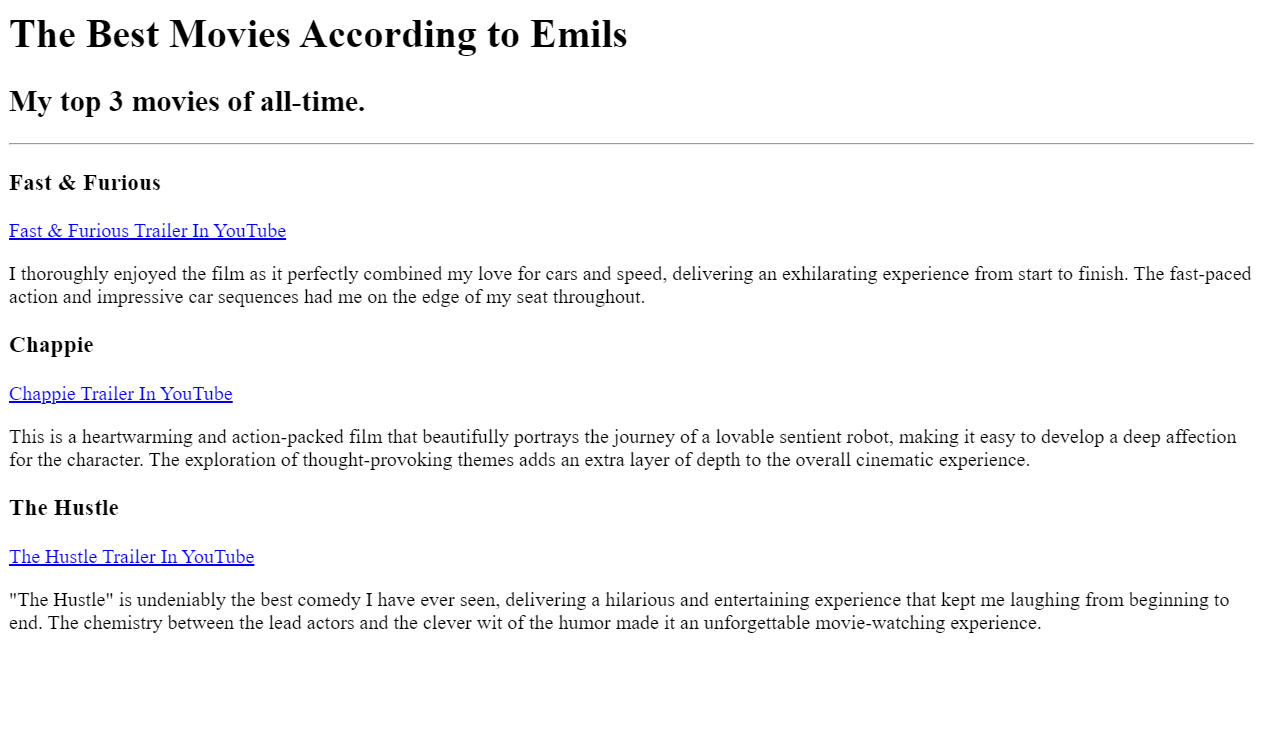 The Best Movies According to Emils
My top 3 movies of all-time.
Fast & Furious
Fast & Furious Trailer In YouTube
I thoroughly enjoyed the film as it perfectly combined my love for cars and speed, delivering an exhilarating experience from start to finish. The fast-paced
action and impressive car sequences had me on the edge of my seat throughout.
Chappie
Chappie Trailer In YouTube
This is a heartwarming and action-packed film that beautifully portrays the journey of a lovable sentient robot, making it easy to develop a deep affection
for the character. The exploration of thought-provoking themes adds an extra layer of depth to the overall cinematic experience.
The Hustle
The Hustle Trailer In YouTube
"The Hustle" is undeniably the best comedy I have ever seen, delivering a hilarious and entertaining experience that kept me laughing from beginning to
end. The chemistry between the lead actors and the clever wit of the humor made it an unforgettable movie-watching experience.